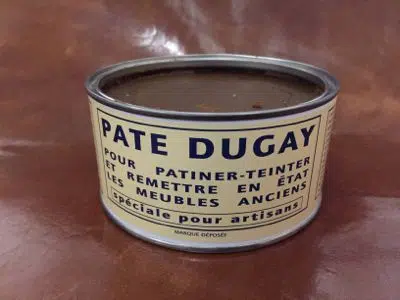 PATE DUGAY
POUR PATINER-TEINTER
ET REMETTRE EN ÉTAT
LES MEUBLES ANCIENS
spéciale pour artisans
MARQUE DÉPOSÉE